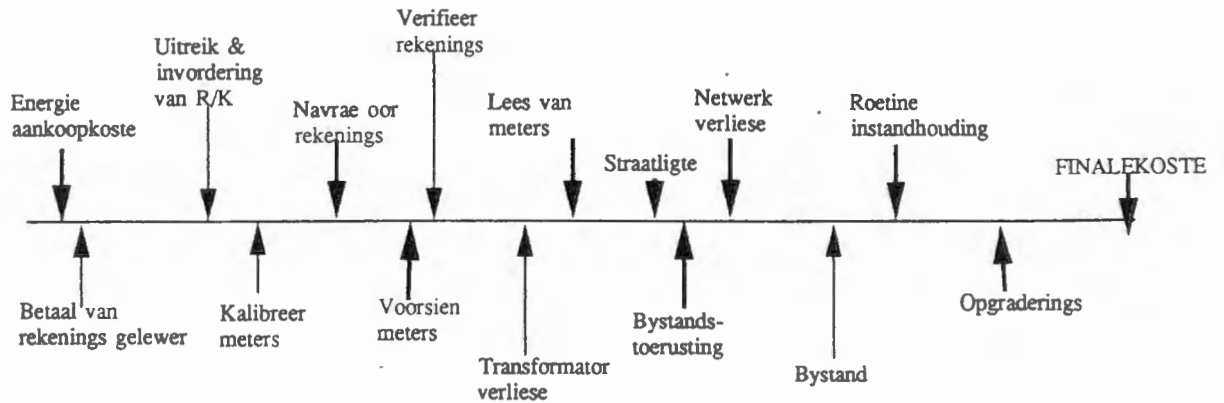 Verifieer
rekenings
Uitreik &
invordering
van R/K
Energie
aankoopkoste
Navrae oor
rekenings
Lees van
meters
Netwerk
verliese
Roetine
instandhouding
Straatligte
FINALEKOSTE
Betaal van
rekenings gelewer
Kalibreer
meters
Voorsien
meters
Transformator
verliese
Bystands-
toerusting
Bystand
Opgraderings